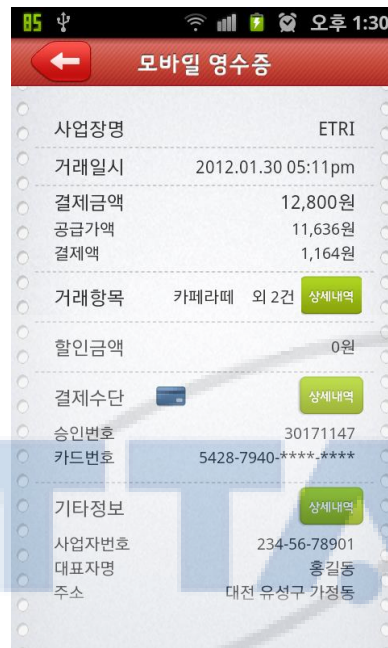 85 오후 1:30
모바일 영수증
사업장명 ETRI
거래일시 2012.01.30 05:11pm
결제금액 12,800원
공급가액 11,636원
결제액 1,164원
거래항목 카페라떼 외 2건 상세내역
할인금액 0원
결제수단 상세내역
승인번호 30171147
카드번호 5428-7940-****-****
기타정보 상세내역
사업자번호 234-56-78901
대표자명 홍길동
주소 대전 유성구 가정동
TTA